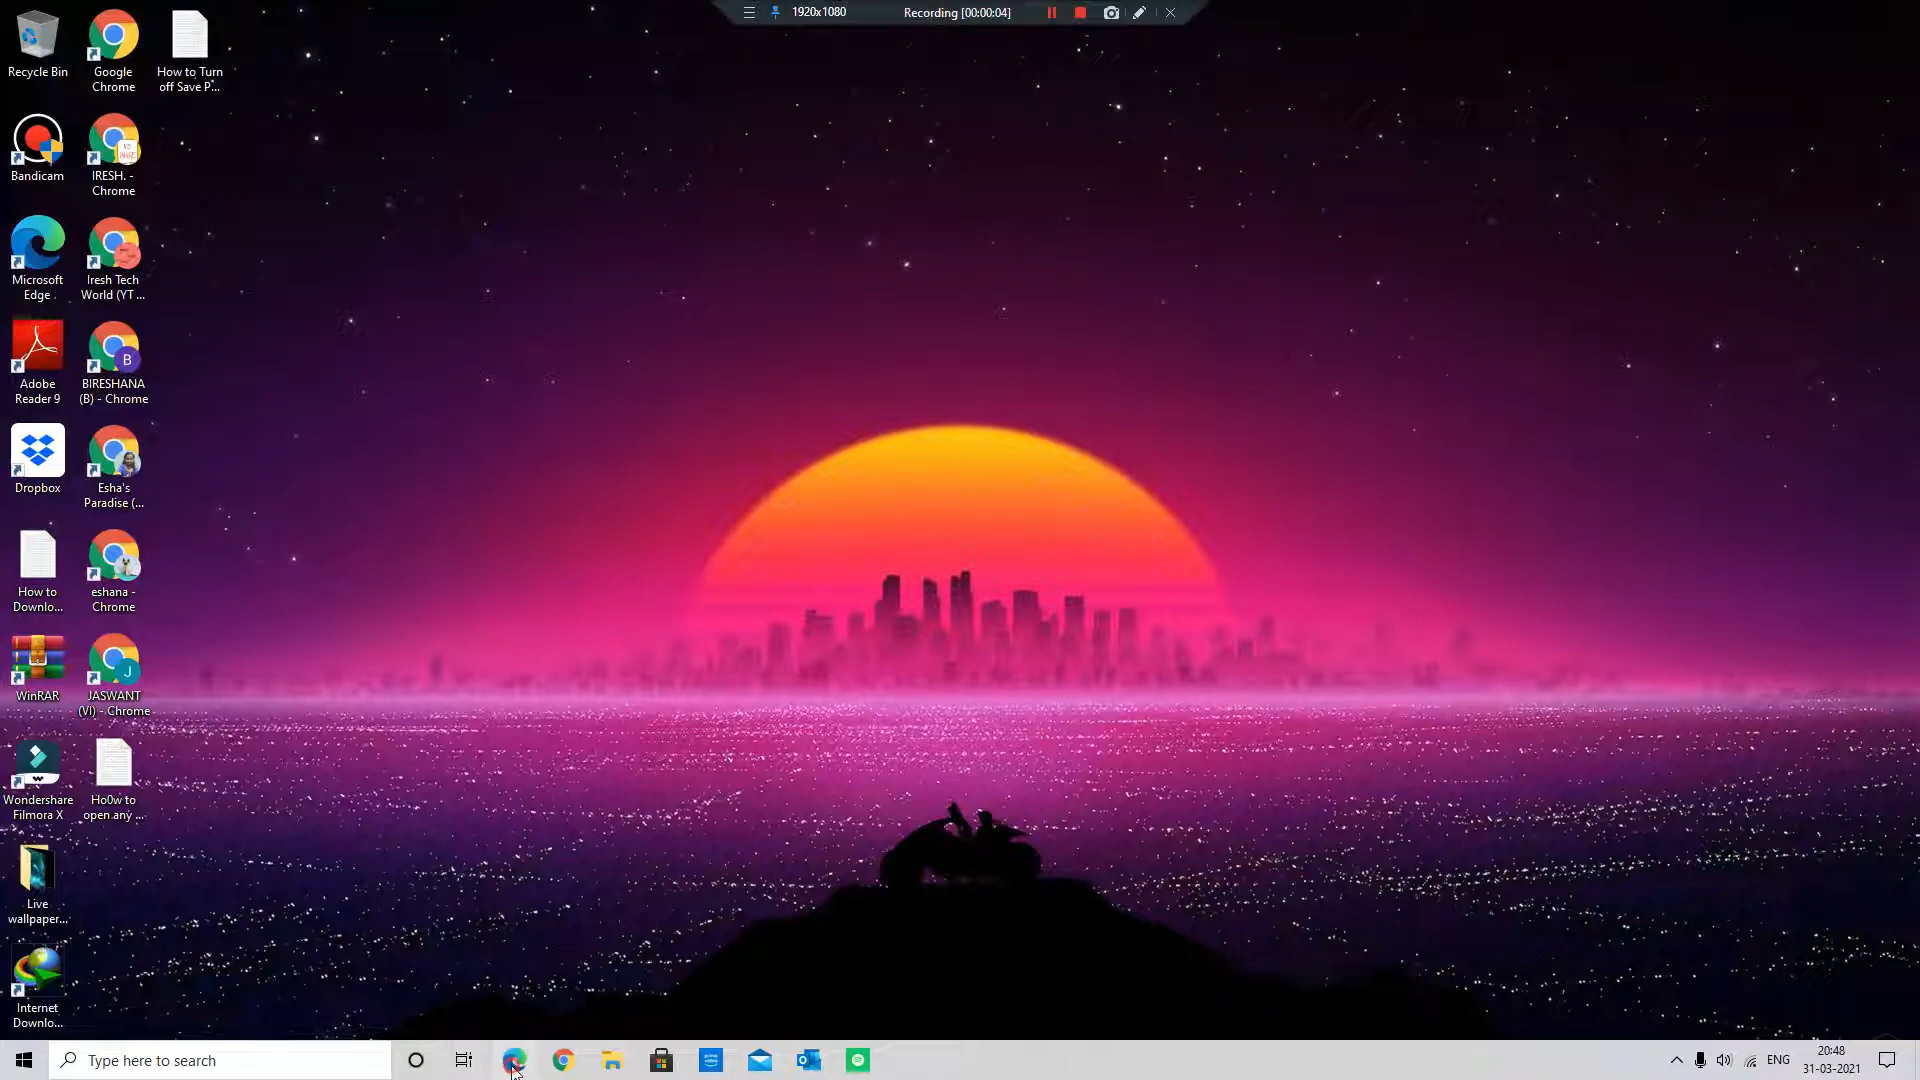 1920x1080
Recording [00:00:04]
Recycle Bin
Google
Chrome
How to Turn
off Save P...
Bandicam
IRESH. -
Chrome
Microsoft
Edge
Iresh Tech
World (YT ...
Adobe
Reader 9
BIRESHANA
(B) - Chrome
B
Dropbox
Esha's
Paradise (...
How to
Downlo...
eshana -
Chrome
WinRAR
JASWANT
(VI) - Chrome
J
Wondershare
Filmora X
Ho0w to
open any ...
Live
wallpaper...
Internet
Downlo...
Type here to search
prime
video
ENG
20:48
31-03-2021